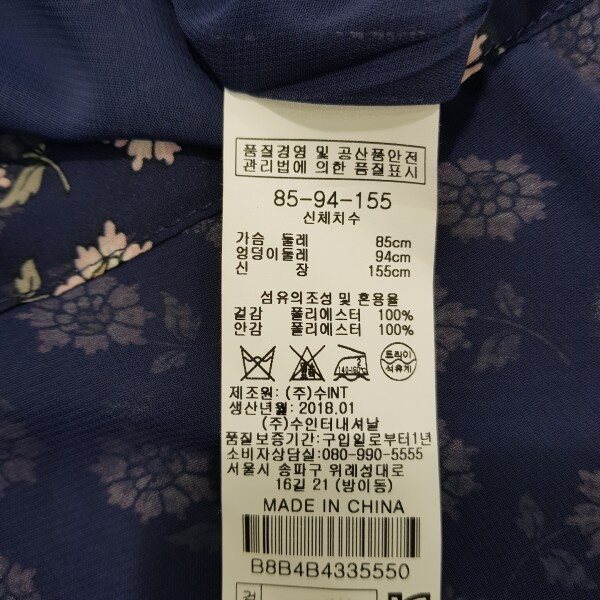 품질경영 및 공산품안전
관리법에 의한 품질표시
85-94-155
신체치수
가슴 둘레 85cm
엉덩이둘레 94cm
신 장 155cm
섬유의조성 및 혼용율
겉감 폴리에스터 100%
안감 폴리에스터 100%
2
140-160℃
드라이
석유계
제조원: (주)수INT
생산년월: 2018.01
(주)수인터내셔날
품질보증기간: 구입일로부터1년
소비자상담실: 080-990-5555
서울시 송파구 위례성대로
16길 21 (방이동)
MADE IN CHINA
B8B4B4335550